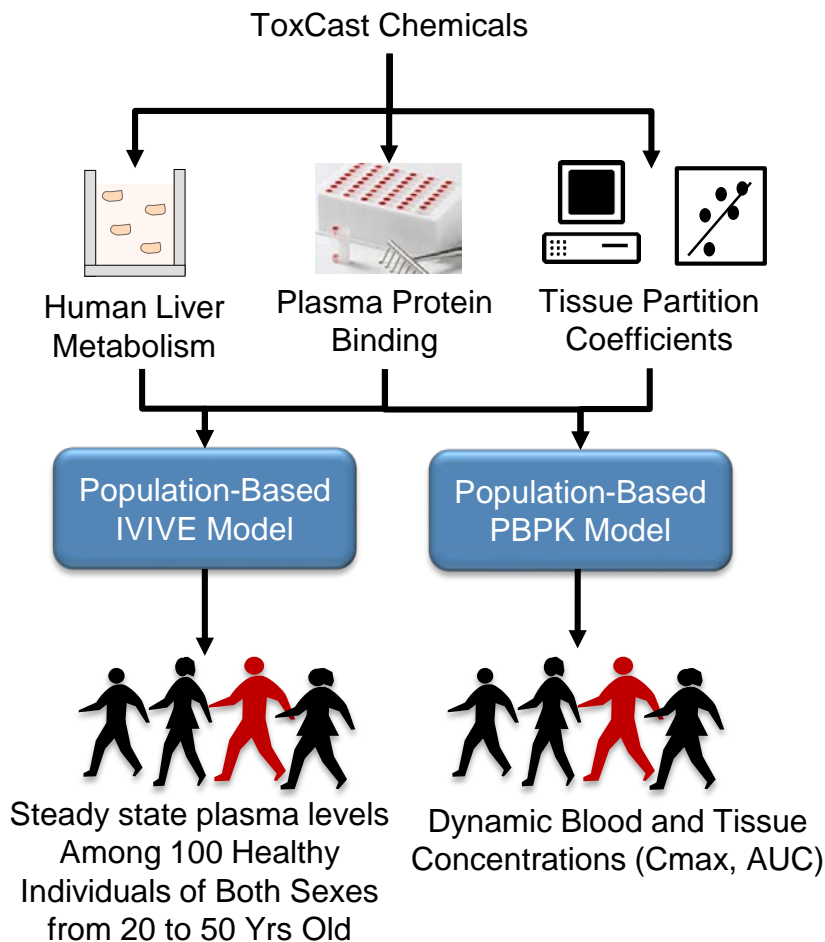 ToxCast Chemicals
Human Liver
Metabolism
Plasma Protein
Binding
Tissue Partition
Coefficients
Population-Based
IVIVE Model
Population-Based
PBPK Model
Steady state plasma levels
Among 100 Healthy
Individuals of Both Sexes
from 20 to 50 Yrs Old
Dynamic Blood and Tissue
Concentrations (Cmax, AUC)